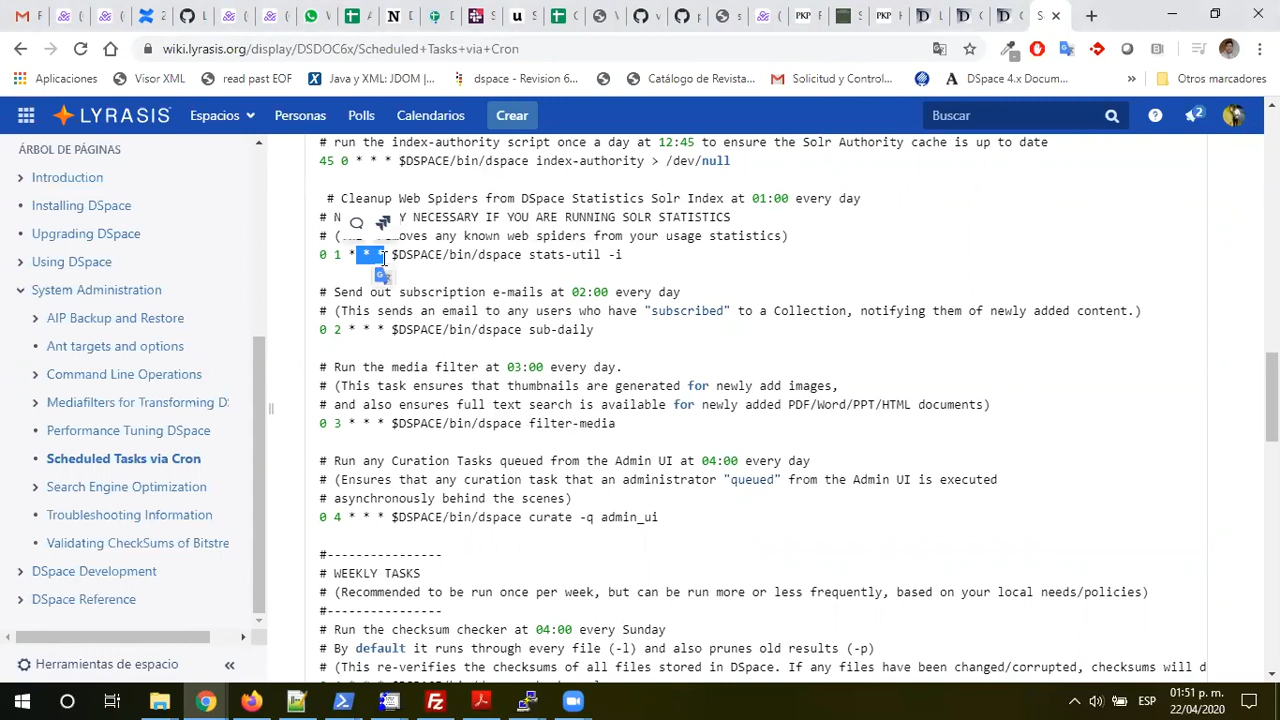 S
wiki.lyrasis.org/display/DSDOC6x/Scheduled+Tasks+via+Cron
Aplicaciones
Visor XML
read past EOF
Java y XML: JDOM |...
dspace - Revision 6...
Catálogo de Revista...
Solicitud y Control...
DSpace 4.x Docum...
»
Otros marcadores
LYRASIS
Espacios
Personas
Polls
Calendarios
Crear
Buscar
2
ÁRBOL DE PÁGINAS
Introduction
Installing DSpace
Upgrading DSpace
Using DSpace
System Administration
AIP Backup and Restore
Ant targets and options
Command Line Operations
Mediafilters for Transforming D
Performance Tuning DSpace
Scheduled Tasks via Cron
Search Engine Optimization
Troubleshooting Information
Validating CheckSums of Bitstre
DSpace Development
DSpace Reference
Herramientas de espacio
«
# run the index-authority script once a day at 12:45 to ensure the Solr Authority cache is up to date
45 0 * * * $DSPACE/bin/dspace index-authority > /dev/null
# Cleanup Web Spiders from DSpace Statistics Solr Index at 01:00 every day
# N Y NECESSARY IF YOU ARE RUNNING SOLR STATISTICS
# ( oves any known web spiders from your usage statistics)
0 1 * * * $DSPACE/bin/dspace stats-util -i
# Send out subscription e-mails at 02:00 every day
# (This sends an email to any users who have "subscribed" to a Collection, notifying them of newly added content.)
0 2 * * * $DSPACE/bin/dspace sub-daily
# Run the media filter at 03:00 every day.
# (This task ensures that thumbnails are generated for newly add images,
# and also ensures full text search is available for newly added PDF/Word/PPT/HTML documents)
0 3 * * * $DSPACE/bin/dspace filter-media
# Run any Curation Tasks queued from the Admin UI at 04:00 every day
# (Ensures that any curation task that an administrator "queued" from the Admin UI is executed
# asynchronously behind the scenes)
0 4 * * * $DSPACE/bin/dspace curate -q admin_ui
#----------------
# WEEKLY TASKS
# (Recommended to be run once per week, but can be run more or less frequently, based on your local needs/policies)
#----------------
# Run the checksum checker at 04:00 every Sunday
# By default it runs through every file (-l) and also prunes old results (-p)
# (This re-verifies the checksums of all files stored in DSpace. If any files have been changed/corrupted, checksums will d
ESP
01:51 p. m.
22/04/2020